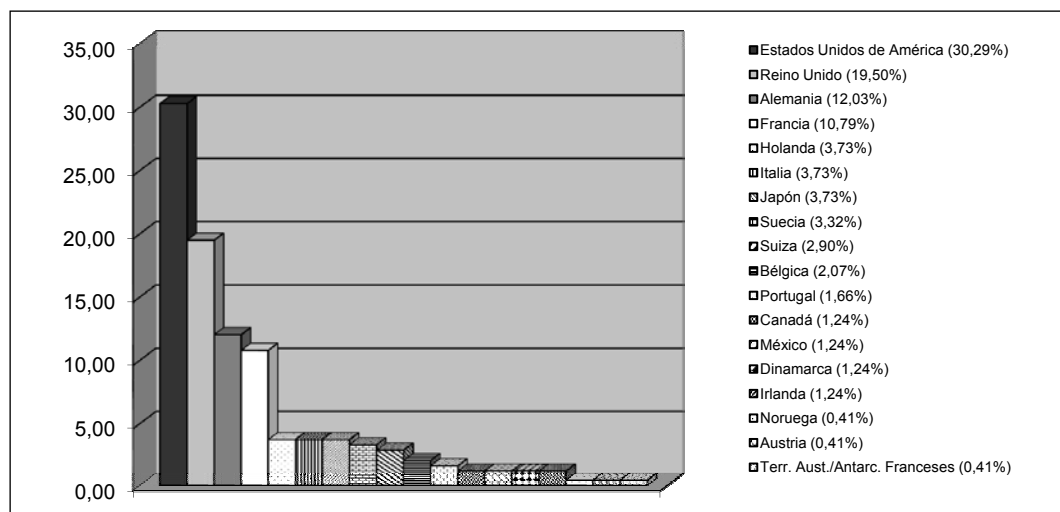 35,00
30,00
25,00
20,00
15,00
10,00
5,00
0,00
Estados Unidos de América (30,29%)
Reino Unido (19,50%)
Alemania (12,03%)
Francia (10,79%)
Holanda (3,73%)
Italia (3,73%)
Japón (3,73%)
Suecia (3,32%)
Suiza (2,90%)
Bélgica (2,07%)
Portugal (1,66%)
Canadá (1,24%)
México (1,24%)
Dinamarca (1,24%)
Irlanda (1,24%)
Noruega (0,41%)
Austria (0,41%)
Terr. Aust./Antarc. Franceses (0,41%)